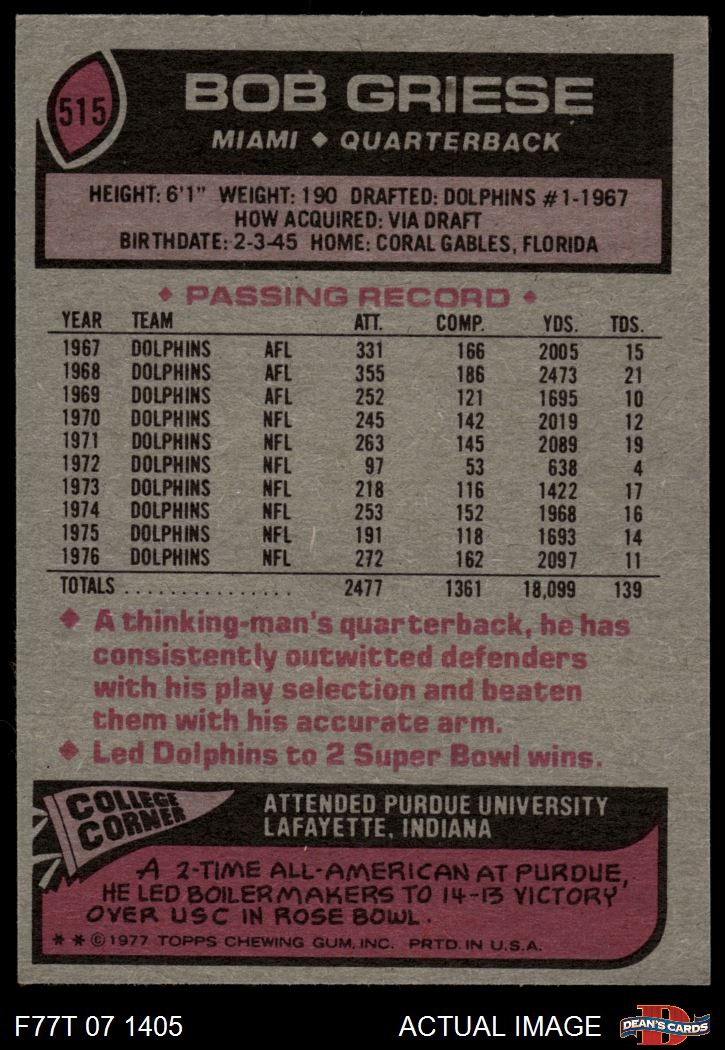 515
BOB GRIESE
MIAMI ◆ QUARTERBACK
HEIGHT: 6'1" WEIGHT: 190 DRAFTED: DOLPHINS #1-1967
HOW ACQUIRED: VIA DRAFT
BIRTHDATE: 2-3-45 HOME: CORAL GABLES, FLORIDA
◆ PASSING RECORD ◆
YEAR TEAM ATT. COMP. YDS. TDS.
1967 DOLPHINS AFL 331 166 2005 15
1968 DOLPHINS AFL 355 186 2473 21
1969 DOLPHINS AFL 252 121 1695 10
1970 DOLPHINS NFL 245 142 2019 12
1971 DOLPHINS NFL 263 145 2089 19
1972 DOLPHINS NFL 97 53 638 4
1973 DOLPHINS NFL 218 116 1422 17
1974 DOLPHINS NFL 253 152 1968 16
1975 DOLPHINS NFL 191 118 1693 14
1976 DOLPHINS NFL 272 162 2097 11
TOTALS ............... 2477 1361 18,099 139
◆ A thinking-man's quarterback, he has
consistently outwitted defenders
with his play selection and beaten
them with his accurate arm.
◆ Led Dolphins to 2 Super Bowl wins.
COLLEGE
CORNER
ATTENDED PURDUE UNIVERSITY
LAFAYETTE, INDIANA
A 2-TIME ALL-AMERICAN AT PURDUE,
HE LED BOILERMAKERS TO 14-13 VICTORY
OVER USC IN ROSE BOWL.
* * © 1977 TOPPS CHEWING GUM, INC. PRTD. IN U.S.A.
F77T 07 1405 ACTUAL IMAGE
D
DEAN'S CARDS